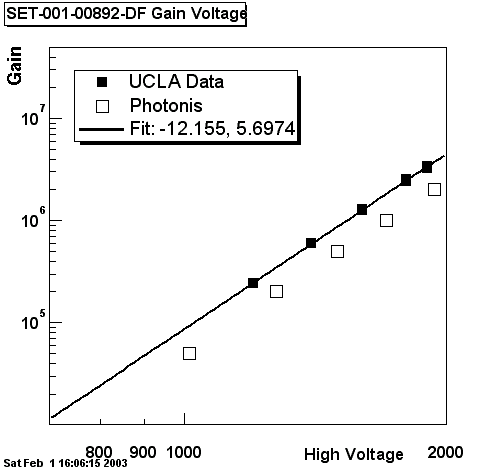 SET-001-00892-DF Gain Voltage
Gain
UCLA Data
Photonis
Fit: -12.155, 5.6974
10^7
10^6
10^5
800 900 1000 2000
High Voltage
Sat Feb 1 16:06:15 2003